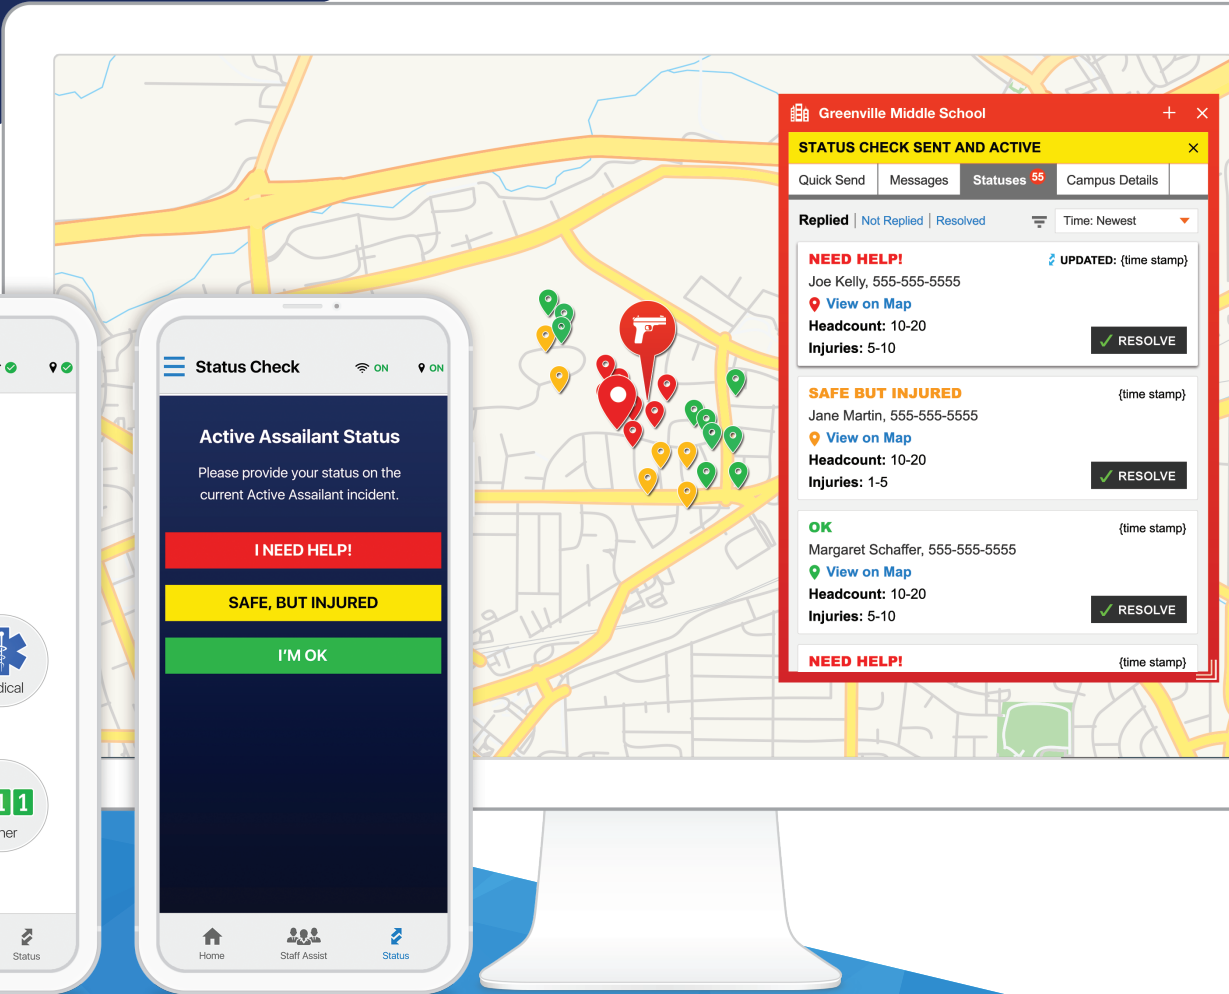 Greenville Middle School
STATUS CHECK SENT AND ACTIVE
Quick Send Messages Statuses 55 Campus Details
Replied | Not Replied | Resolved Time: Newest
NEED HELP! UPDATED: {time stamp}
Joe Kelly, 555-555-5555
View on Map
Headcount: 10-20
Injuries: 5-10
RESOLVE
SAFE BUT INJURED {time stamp}
Jane Martin, 555-555-5555
View on Map
Headcount: 10-20
Injuries: 1-5
RESOLVE
OK {time stamp}
Margaret Schaffer, 555-555-5555
View on Map
Headcount: 10-20
Injuries: 5-10
RESOLVE
NEED HELP! {time stamp}
Status Check ON ON
Active Assailant Status
Please provide your status on the
current Active Assailant incident.
I NEED HELP!
SAFE, BUT INJURED
I'M OK
Home Staff Assist Status
Status